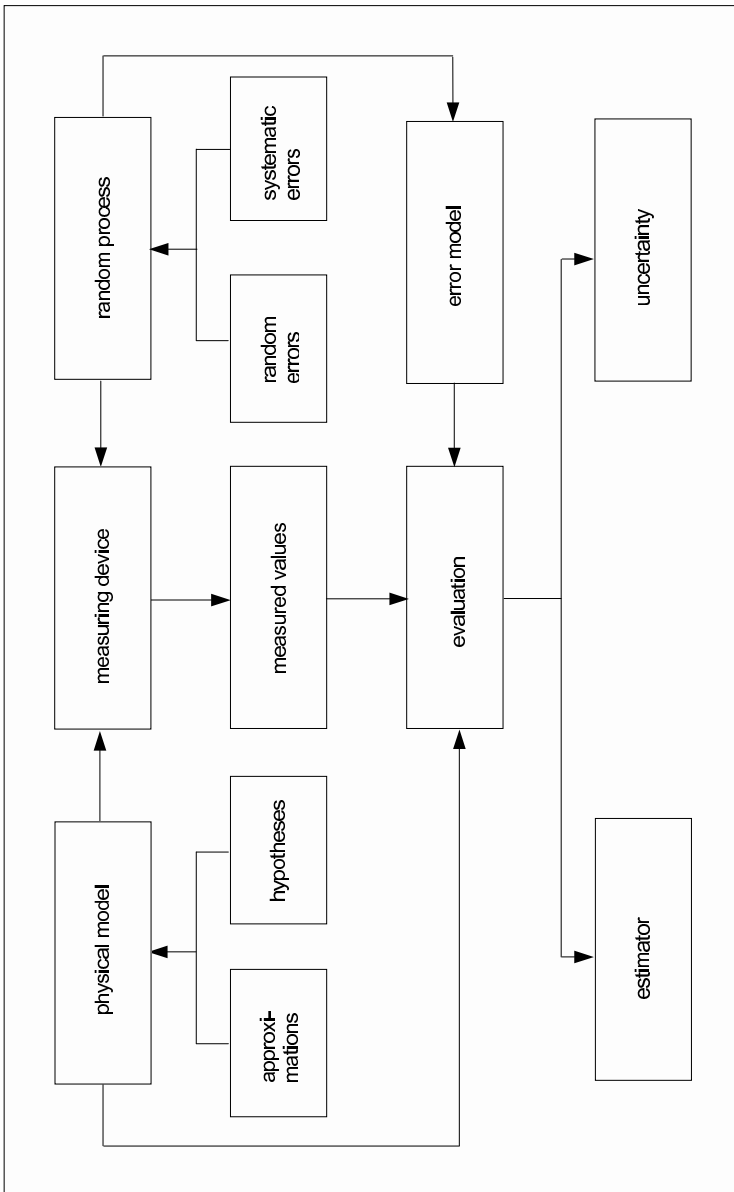 physical model
measuring device
random process
approxi-
mations
hypotheses
measured values
random
errors
systematic
errors
evaluation
error model
estimator
uncertainty